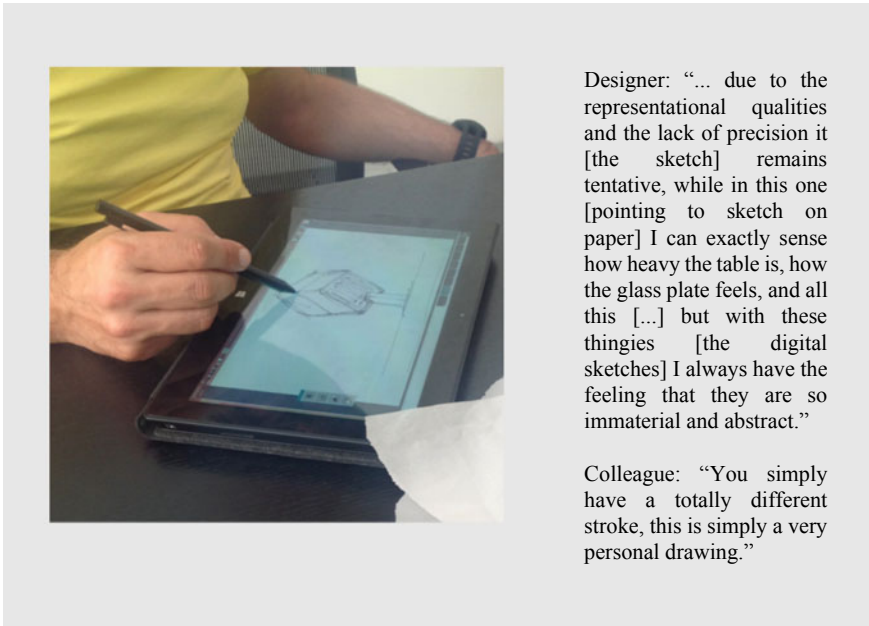 Designer: “... due to the
representational qualities
and the lack of precision it
[the sketch] remains
tentative, while in this one
[pointing to sketch on
paper] I can exactly sense
how heavy the table is, how
the glass plate feels, and all
this [...] but with these
thingies [the digital
sketches] I always have the
feeling that they are so
immaterial and abstract.”
Colleague: “You simply
have a totally different
stroke, this is simply a very
personal drawing.”